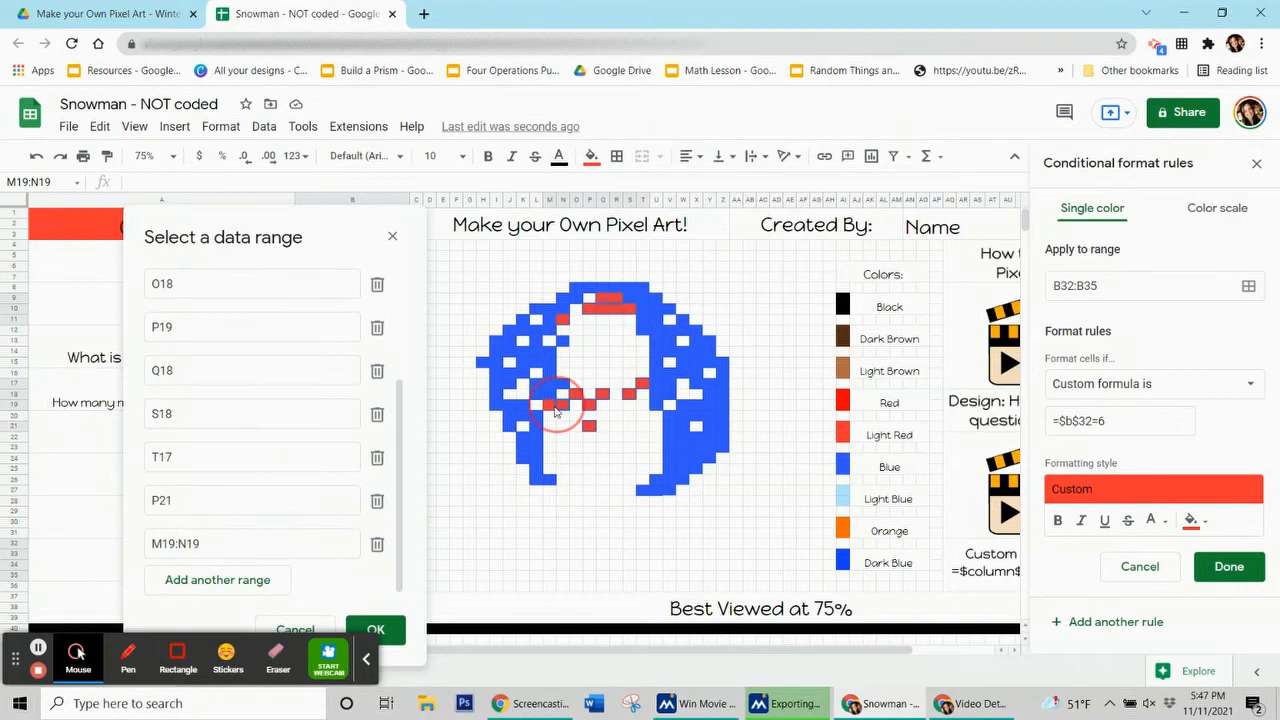 Make your Own Pixel Art - Winte
Snowman - NOT coded - Google
Apps
Resources - Google...
All your designs - C...
Build a Prism - Goo...
Four Operations Pu...
Google Drive
Math Lesson - Goo...
Random Things an...
https://youtu.be/zR...
»
Other bookmarks
Reading list
Snowman - NOT coded
Share
File
Edit
View
Insert
Format
Data
Tools
Extensions
Help
Last edit was seconds ago
75%
$
%
.0
.00
123
Default (Ari...
10
B
I
S
A
M19:N19
fx
Conditional format rules
Single color
Color scale
Apply to range
B32:B35
Format rules
Format cells if...
Custom formula is
=$b$32=6
Formatting style
Custom
B
I
U
S
A
Cancel
Done
+ Add another rule
Select a data range
O18
P19
Q18
S18
T17
P21
M19:N19
Add another range
Cancel
OK
Make your Own Pixel Art!
Created By:
Name
What is
How many m
Colors:
Black
Dark Brown
Light Brown
Red
Light Red
Blue
Light Blue
Orange
Dark Blue
How t
Pixe
Design: H
questio
Custom
=$column$
Best Viewed at 75%
Mouse
Pen
Rectangle
Stickers
Eraser
START
WEBCAM
Explore
Type here to search
Screencasti...
Win Movie ...
Exporting...
Snowman -...
Video Det...
51°F
5:47 PM
11/11/2021